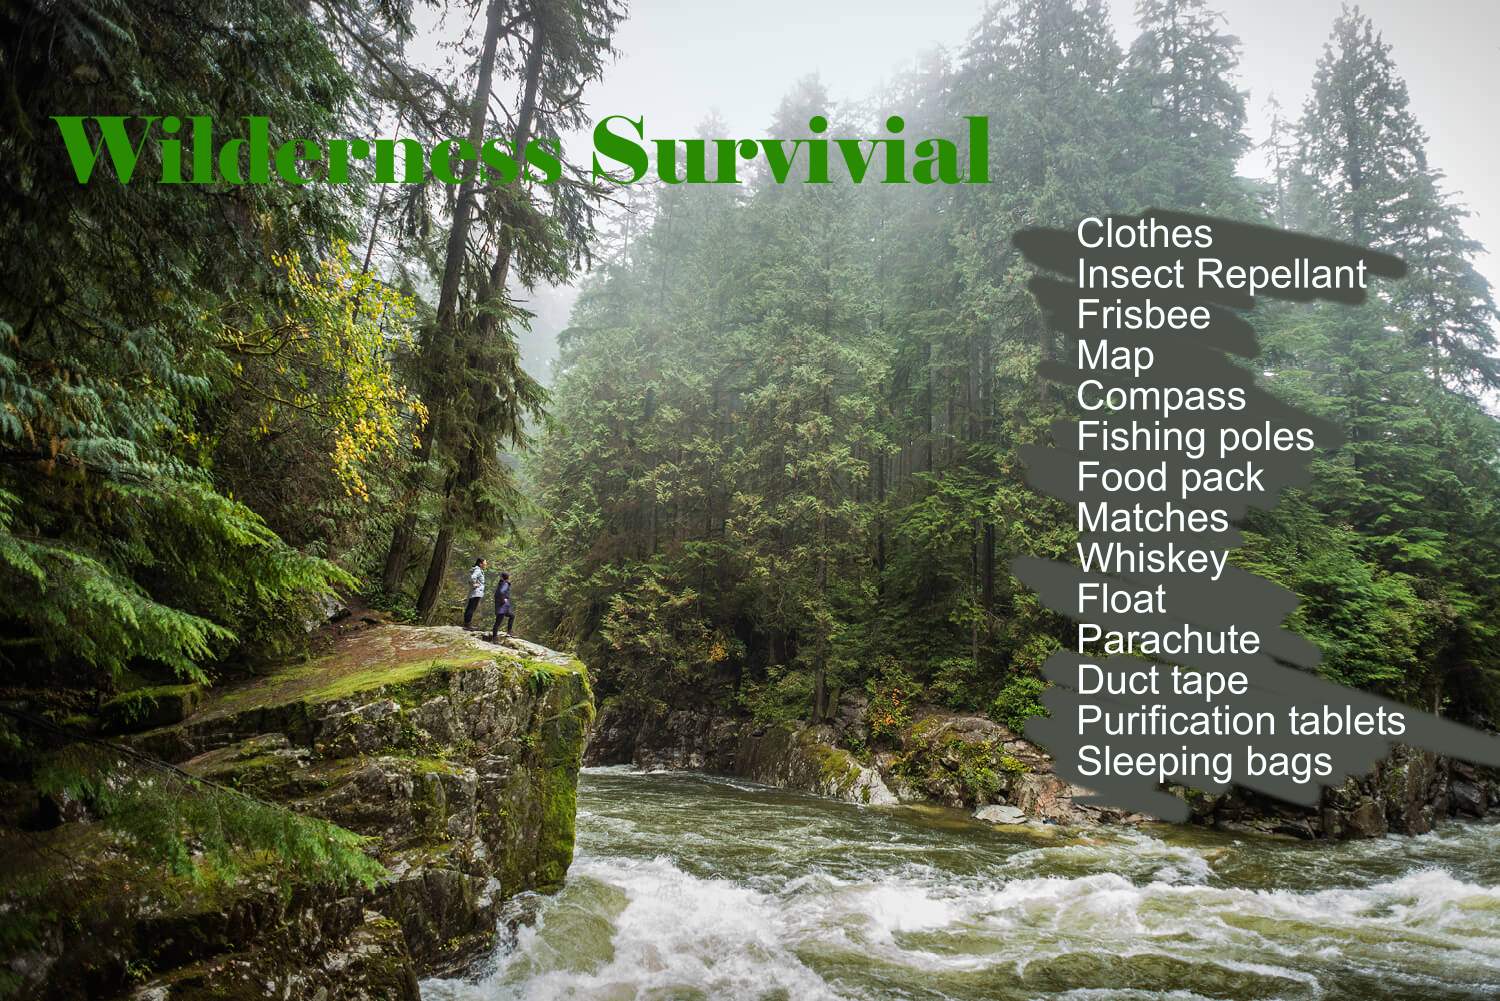 Wilderness Survivial
Clothes
Insect Repellant
Frisbee
Map
Compass
Fishing poles
Food pack
Matches
Whiskey
Float
Parachute
Duct tape
Purification tablets
Sleeping bags